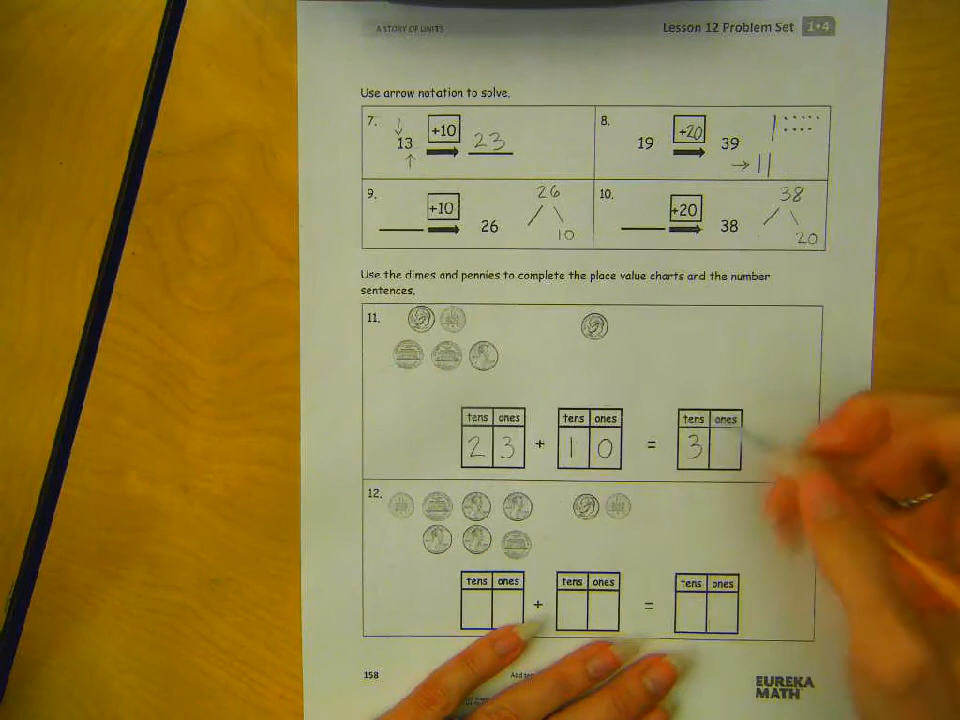 A STORY OF UNITS
Lesson 12 Problem Set 1•4
Use arrow notation to solve.
7. 13 +10 23
8. 19 +20 39
11
9. +10 26
26
10
10. +20 38
38
20
Use the dimes and pennies to complete the place value charts and the number
sentences.
11.
tens ones tens ones tens ones
2 3 + 1 0 = 3
12.
tens ones tens ones tens ones
+ =
158
Add
EUREKA
MATH